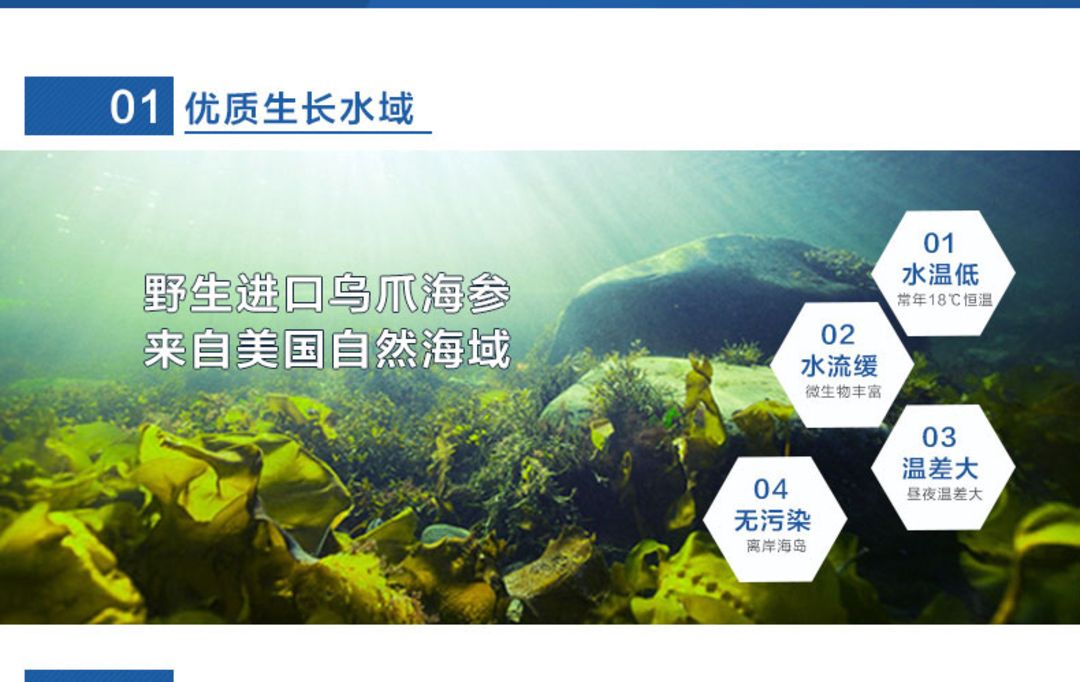 01 优质生长水域
野生进口乌爪海参
来自美国自然海域
01
水温低
常年18℃恒温
02
水流缓
微生物丰富
03
温差大
昼夜温差大
04
无污染
离岸海岛